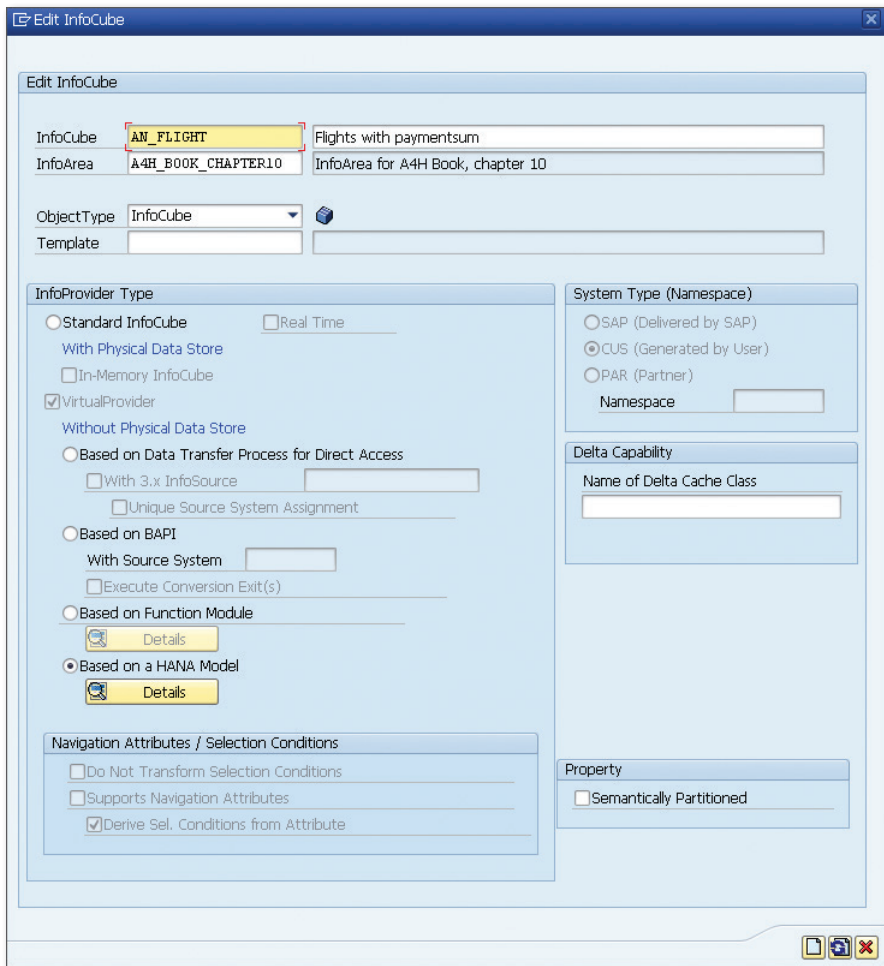 Edit InfoCube
Edit InfoCube
InfoCube AN_FLIGHT Flights with paymentsum
InfoArea A4H_BOOK_CHAPTER10 InfoArea for A4H Book, chapter 10
ObjectType InfoCube
Template
InfoProvider Type
Standard InfoCube Real Time
With Physical Data Store
In-Memory InfoCube
VirtualProvider
Without Physical Data Store
Based on Data Transfer Process for Direct Access
With 3.x InfoSource
Unique Source System Assignment
Based on BAPI
With Source System
Execute Conversion Exit(s)
Based on Function Module
Details
Based on a HANA Model
Details
Navigation Attributes / Selection Conditions
Do Not Transform Selection Conditions
Supports Navigation Attributes
Derive Sel. Conditions from Attribute
System Type (Namespace)
SAP (Delivered by SAP)
CUS (Generated by User)
PAR (Partner)
Namespace
Delta Capability
Name of Delta Cache Class
Property
Semantically Partitioned